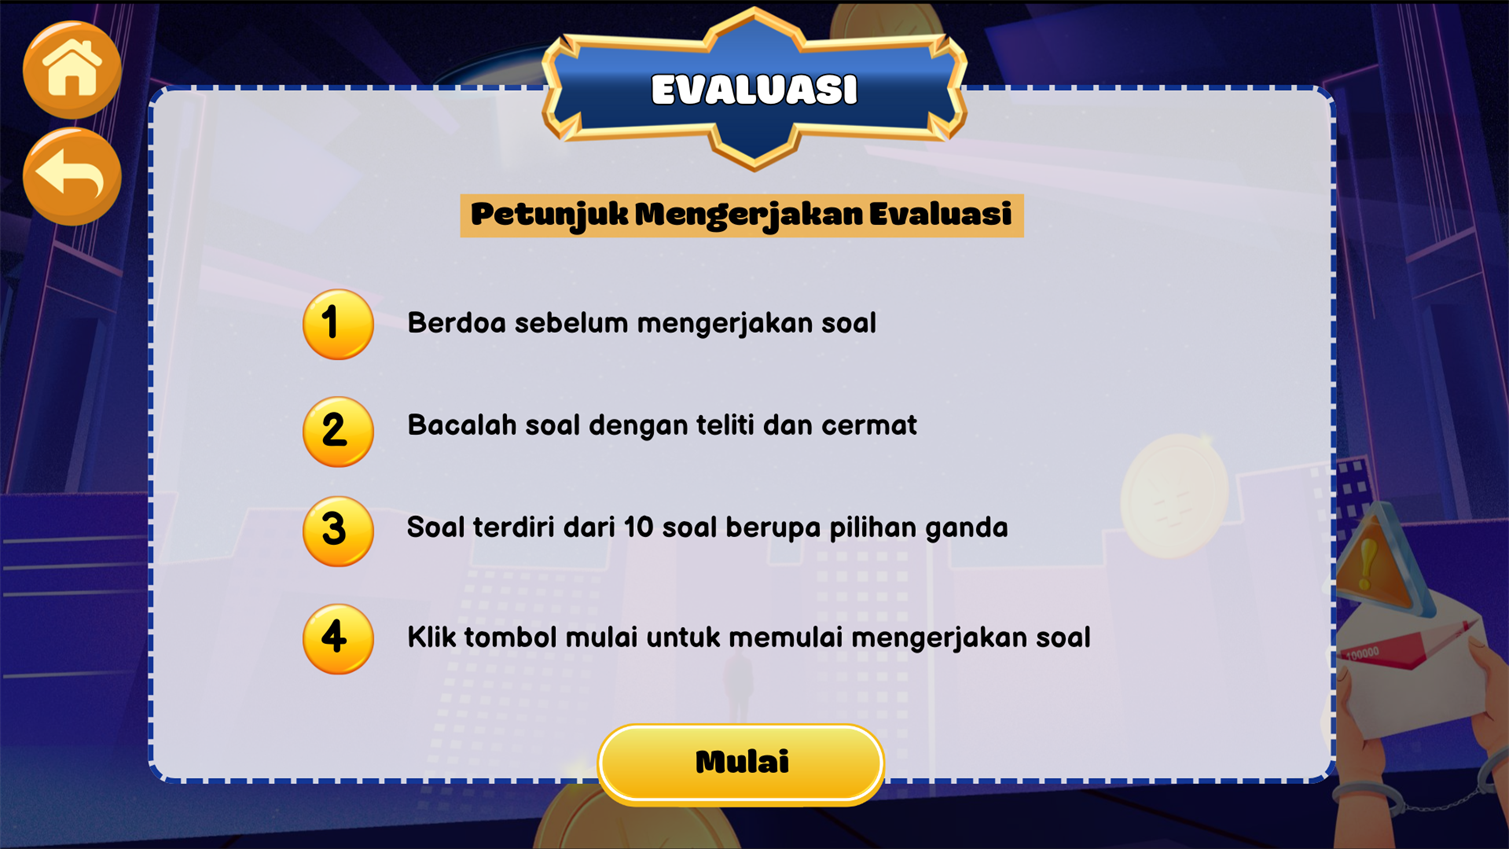 EVALUASI
Petunjuk Mengerjakan Evaluasi
1 Berdoa sebelum mengerjakan soal
2 Bacalah soal dengan teliti dan cermat
3 Soal terdiri dari 10 soal berupa pilihan ganda
4 Klik tombol mulai untuk memulai mengerjakan soal
100000
Mulai